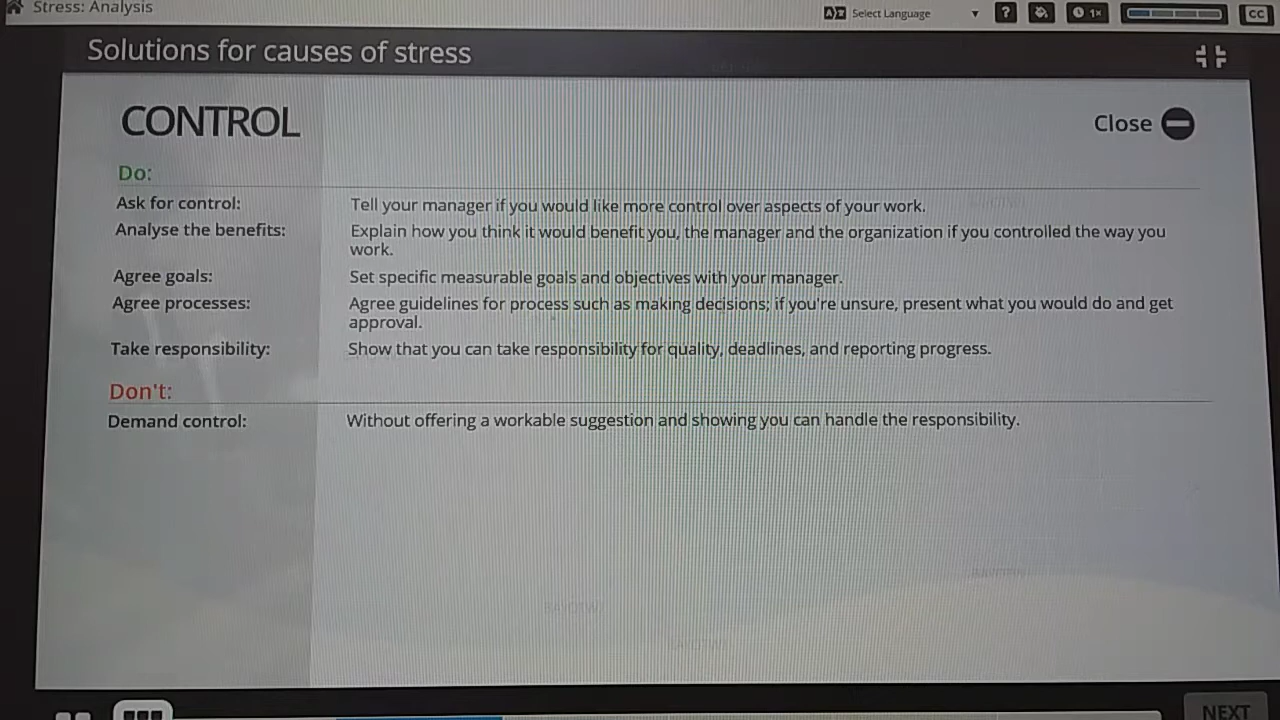 Stress: Analysis
Select Language
?
1×
CC
Solutions for causes of stress
CONTROL
Close
Do:
Ask for control: Tell your manager if you would like more control over aspects of your work.
Analyse the benefits: Explain how you think it would benefit you, the manager and the organization if you controlled the way you
work.
Agree goals: Set specific measurable goals and objectives with your manager.
Agree processes: Agree guidelines for process such as making decisions; if you're unsure, present what you would do and get
approval.
Take responsibility: Show that you can take responsibility for quality, deadlines, and reporting progress.
Don't:
Demand control: Without offering a workable suggestion and showing you can handle the responsibility.
NEXT